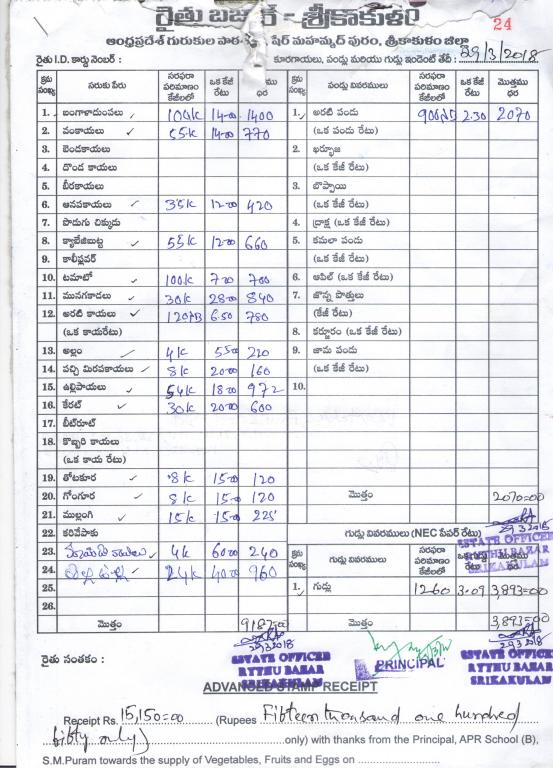 రైతు బజార్ - శ్రీకాకుళం
24
ఆంధ్రప్రదేశ్ గురుకుల పాఠశాల షేర్ మహమ్మద్ పురం, శ్రీకాకుళం జిల్లా
రైతు I.D. కార్డు నెంబర్ : కూరగాయలు, పండ్లు మరియు గుడ్లు ఇండెంట్ తేదీ : 29/3/2018
క్రమ సంఖ్య సరుకు పేరు సరఫరా పరిమాణం కేజీలలో ఒక కేజీ రేటు మొత్తము ధర క్రమ సంఖ్య పండ్లు వివరములు సరఫరా పరిమాణం కేజీలలో ఒక కేజీ రేటు మొత్తము ధర
1. బంగాళాదుంపలు 100/k 14-00 1400 1. అరటి పండు 900 2.30 2070
2. వంకాయలు 55k 14-00 770 (ఒక పండు రేటు)
3. బెండకాయలు 2. ఖర్భూజ
4. దొండ కాయలు (ఒక కేజీ రేటు)
5. బీరకాయలు 3. బొప్పాయి
6. ఆనపకాయలు 35k 12-00 420 (ఒక కేజీ రేటు)
7. పొడుగు చిక్కుడు 4. ద్రాక్ష (ఒక కేజీ రేటు)
8. క్యాబేజిబుట్ట 55k 12-00 660 5. కమలా పండు
9. కాలీఫ్లవర్ (ఒక కేజీ రేటు)
10. టమాటో 100k 7-00 700 6. ఆపిల్ (ఒక కేజీ రేటు)
11. మునగకాడలు 30k 28-00 840 7. జొన్న పొత్తులు
12. అరటి కాయలు 120 6.50 780 (కేజీ రేటు)
(ఒక కాయరేటు) 8. కర్జూరం (ఒక కేజీ రేటు)
13. అల్లం 4k 55-00 220 9. జామ పండు
14. పచ్చి మిరపకాయలు 8k 20-00 160 (ఒక కేజీ రేటు)
15. ఉల్లిపాయలు 54k 18-00 972 10.
16. కేరట్ 30k 20-00 600
17. బీట్‌రూట్
18. కొబ్బరి కాయలు
(ఒక కాయ రేటు)
19. తోటకూర 8k 15-00 120
20. గోంగూర 8k 15-00 120 మొత్తం 2070=00
21. ముల్లంగి 15k 15-00 225
22. కరివేపాకు గుడ్లు వివరములు (NEC పేపర్ రేటు) 29.3.2018
23. 4k 60-00 240 క్రమ సంఖ్య గుడ్లు వివరములు సరఫరా పరిమాణం కేజీలలో ఒక కేజీ రేటు మొత్తము ధర
ESTATE OFFICER
RYTHU BAZAR
SRIKAKULAM
24. 24k 40-00 960
25. 1. గుడ్లు 1260 3.09 3,893=00
26.
మొత్తం 9187=00 మొత్తం 3,893=00
29.3.2018 29.3.2018
రైతు సంతకం :
ESTATE OFFICER
RYTHU BAZAR
SRIKAKULAM
PRINCIPAL
ESTATE OFFICER
RYTHU BAZAR
SRIKAKULAM
ADVANCED STAMP RECEIPT
Receipt Rs. 15,150=00 (Rupees Fifteen thousand one hundred
fifty only) only) with thanks from the Principal, APR School (B),
S.M.Puram towards the supply of Vegetables, Fruits and Eggs on